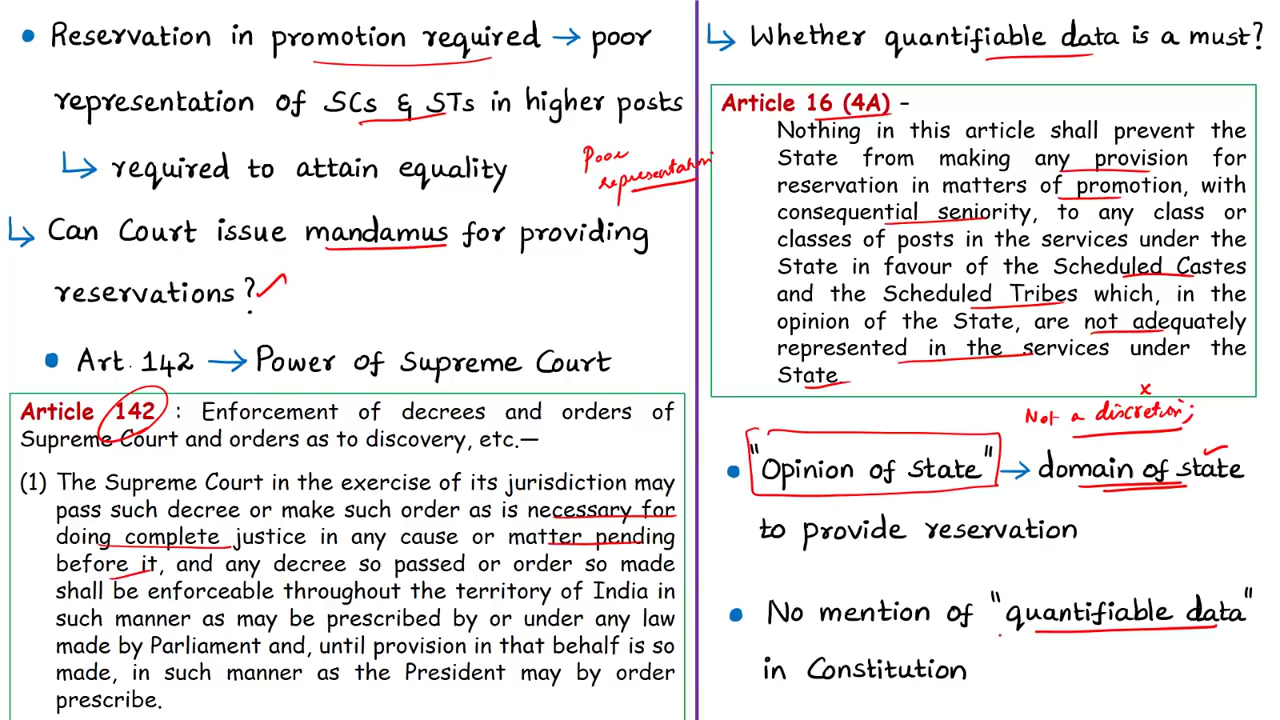 • Reservation in promotion required → poor
representation of SCs & STs in higher posts
↳ required to attain equality
Poor
representation
↳ Can Court issue mandamus for providing
reservations?
• Art. 142 → Power of Supreme Court
Article 142 : Enforcement of decrees and orders of
Supreme Court and orders as to discovery, etc.—
(1) The Supreme Court in the exercise of its jurisdiction may
pass such decree or make such order as is necessary for
doing complete justice in any cause or matter pending
before it, and any decree so passed or order so made
shall be enforceable throughout the territory of India in
such manner as may be prescribed by or under any law
made by Parliament and, until provision in that behalf is so
made, in such manner as the President may by order
prescribe.
↳ Whether quantifiable data is a must?
Article 16 (4A) -
Nothing in this article shall prevent the
State from making any provision for
reservation in matters of promotion, with
consequential seniority, to any class or
classes of posts in the services under the
State in favour of the Scheduled Castes
and the Scheduled Tribes which, in the
opinion of the State, are not adequately
represented in the services under the
State
x
Not a discretion;
• "Opinion of state" → domain of state
to provide reservation
• No mention of "quantifiable data"
in Constitution